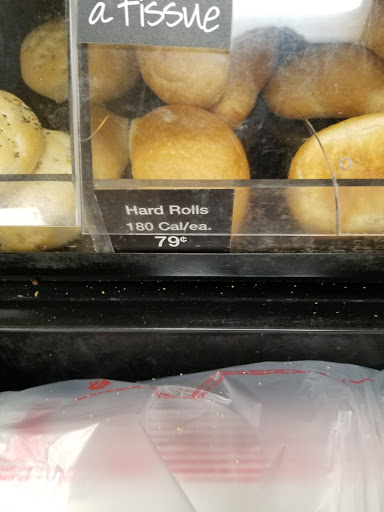 a tissue
Hard Rolls
180 Cal/ea.
79¢